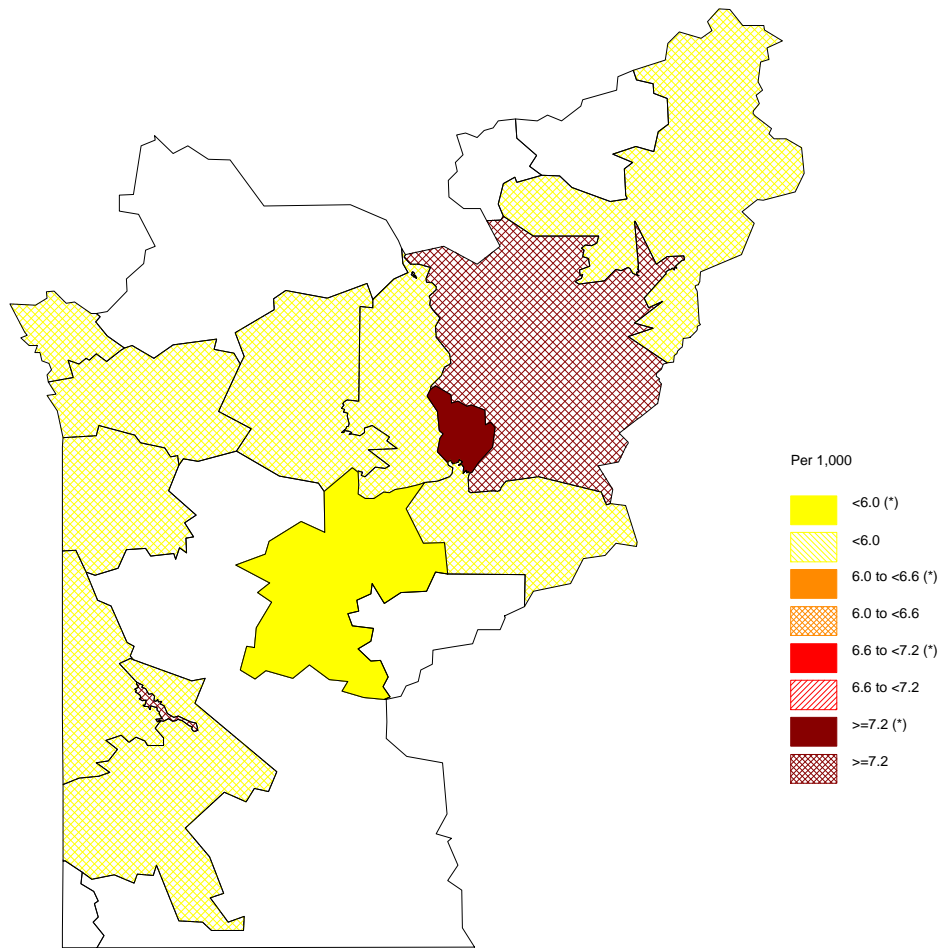 Per 1,000
<6.0 (*)
<6.0
6.0 to <6.6 (*)
6.0 to <6.6
6.6 to <7.2 (*)
6.6 to <7.2
>=7.2 (*)
>=7.2